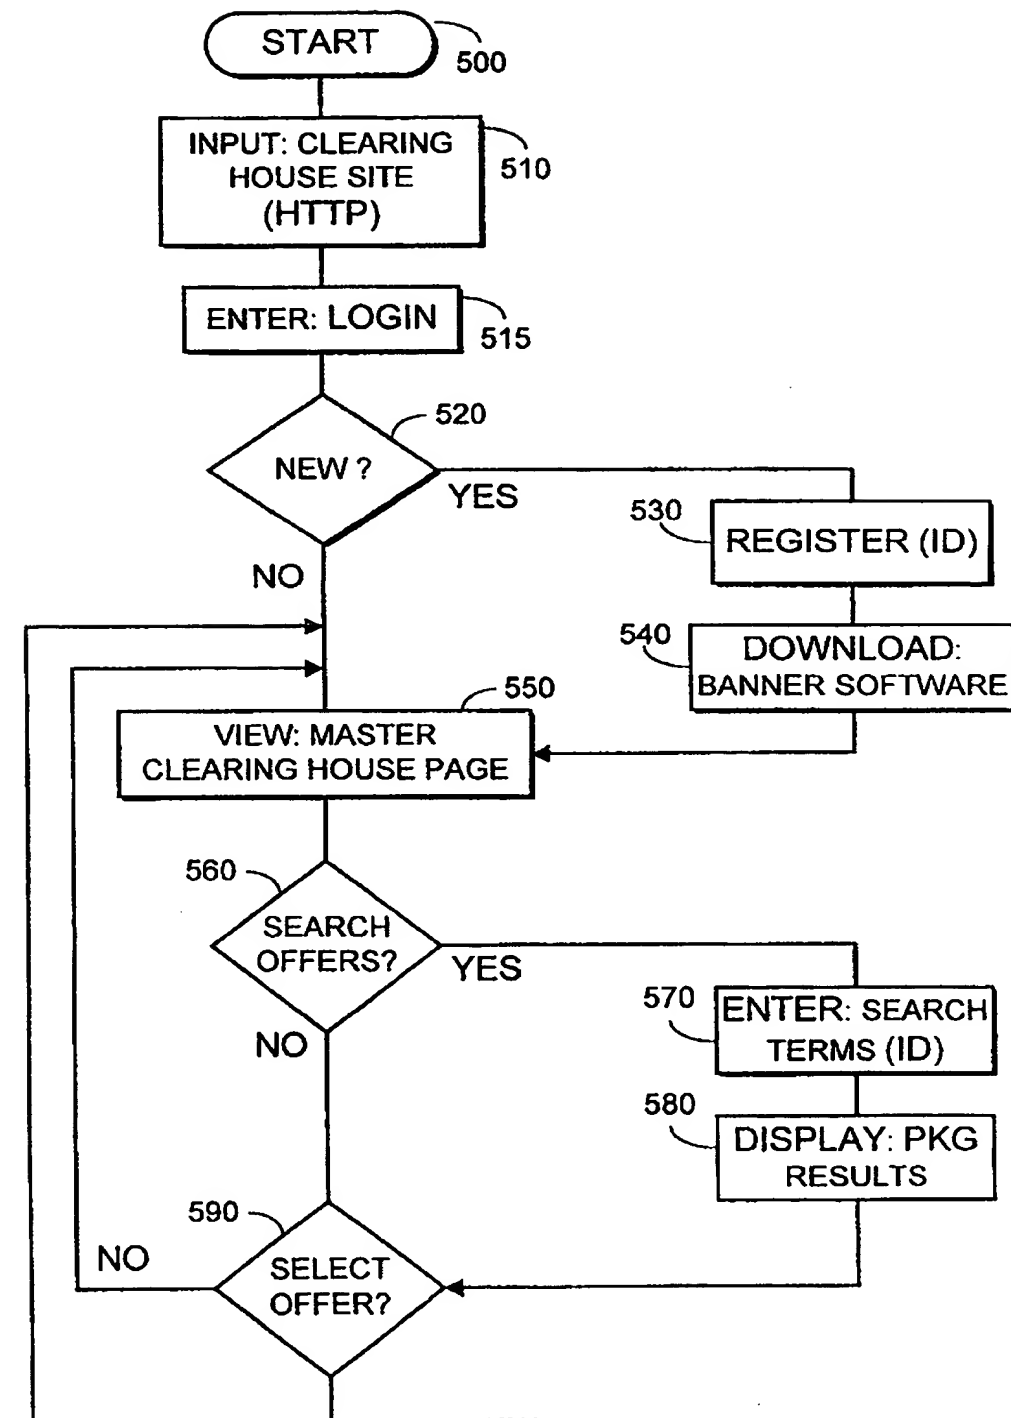 START
500
INPUT: CLEARING
HOUSE SITE
(HTTP)
510
ENTER: LOGIN
515
520
NEW ?
YES
530
REGISTER (ID)
NO
540
DOWNLOAD:
BANNER SOFTWARE
550
VIEW: MASTER
CLEARING HOUSE PAGE
560
SEARCH
OFFERS?
YES
570
ENTER: SEARCH
TERMS (ID)
NO
580
DISPLAY: PKG
RESULTS
590
NO
SELECT
OFFER?